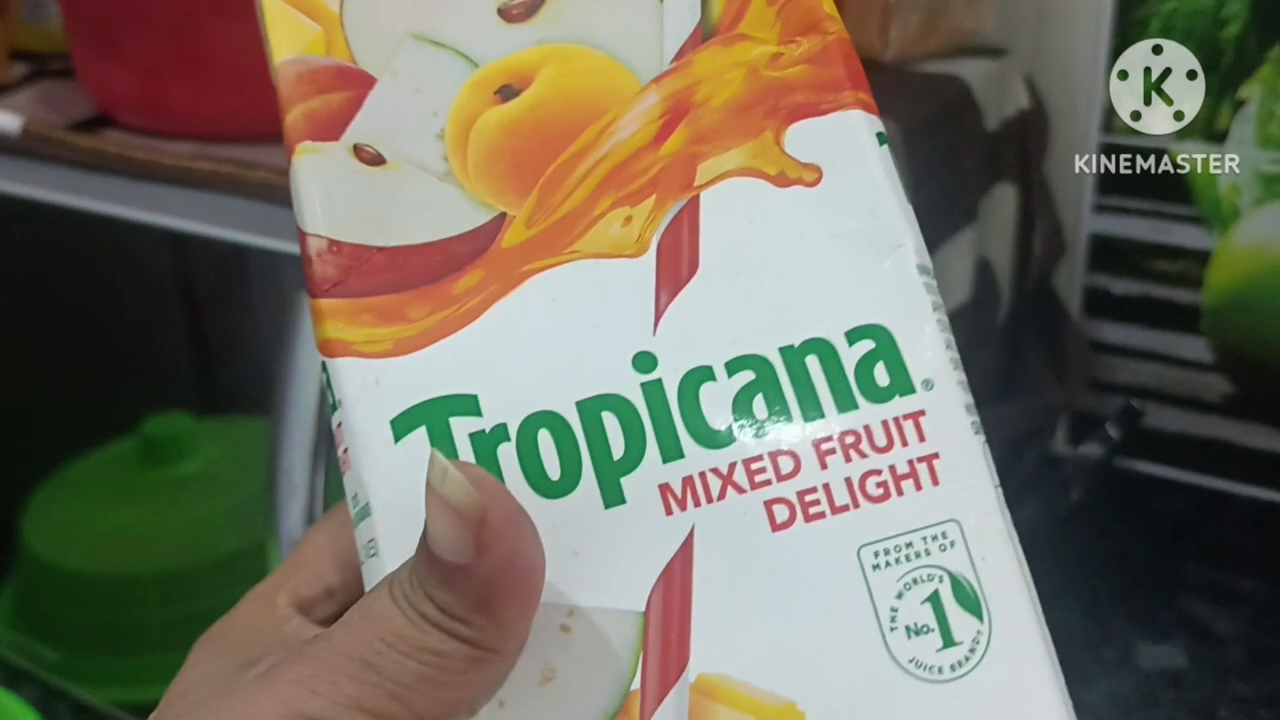 KINEMASTER
Tropicana®
MIXED FRUIT
DELIGHT
FROM THE
MAKERS OF
THE WORLD'S
No.1
JUICE BRAND